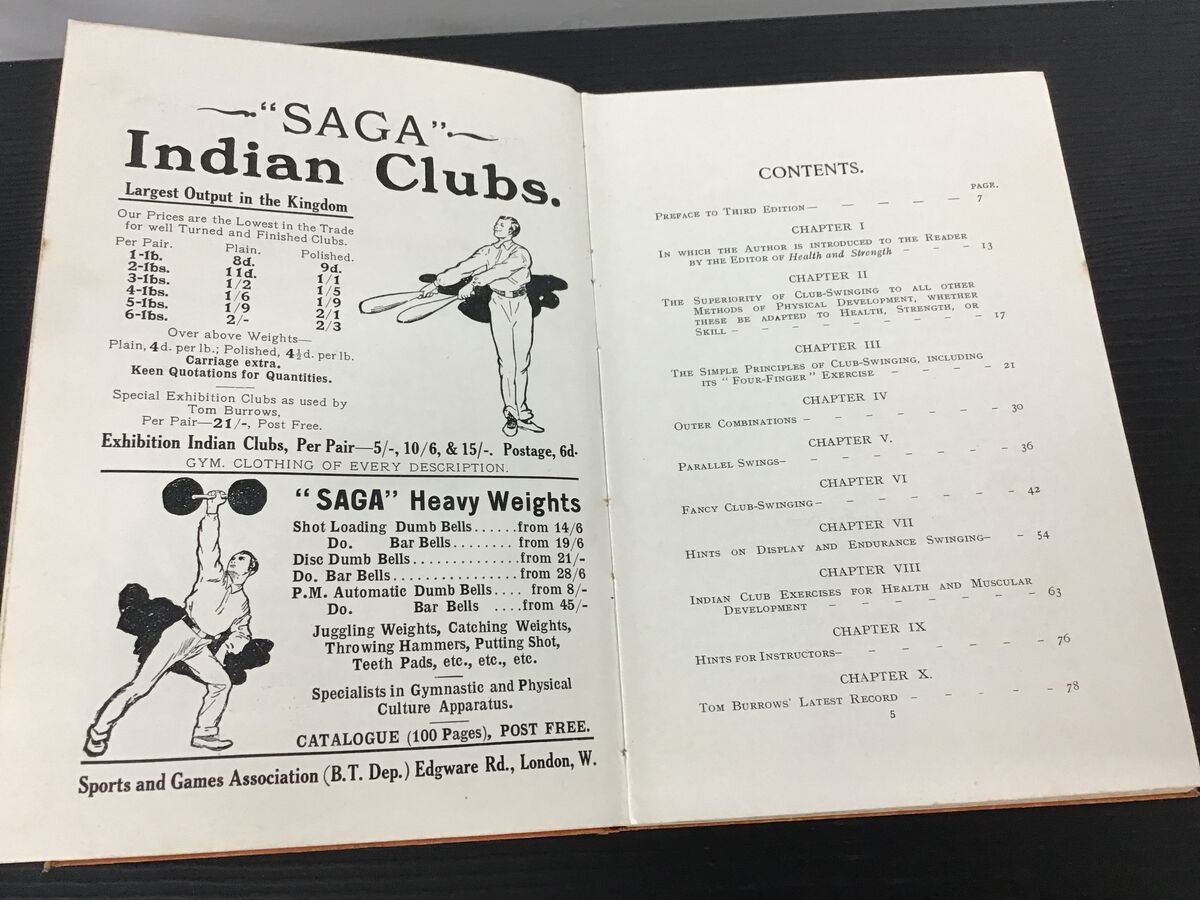 "SAGA"
Indian Clubs.
Largest Output in the Kingdom
Our Prices are the Lowest in the Trade
for well Turned and Finished Clubs.
Per Pair. Plain. Polished.
1-lb. 8d. 9d.
2-lbs. 11d. 1/1
3-lbs. 1/2 1/5
4-lbs. 1/6 1/9
5-lbs. 1/9 2/1
6-lbs. 2/- 2/3
Over above Weights—
Plain, 4d. per lb.; Polished, 4½d. per lb.
Carriage extra.
Keen Quotations for Quantities.
Special Exhibition Clubs as used by
Tom Burrows,
Per Pair—21/-, Post Free.
Exhibition Indian Clubs, Per Pair—5/-, 10/6, & 15/-. Postage, 6d.
GYM. CLOTHING OF EVERY DESCRIPTION.
"SAGA" Heavy Weights
Shot Loading Dumb Bells......from 14/6
Do. Bar Bells........from 19/6
Disc Dumb Bells...............from 21/-
Do. Bar Bells................from 28/6
P.M. Automatic Dumb Bells.... from 8/-
Do. Bar Bells ....from 45/-
Juggling Weights, Catching Weights,
Throwing Hammers, Putting Shot,
Teeth Pads, etc., etc., etc.
Specialists in Gymnastic and Physical
Culture Apparatus.
CATALOGUE (100 Pages), POST FREE.
Sports and Games Association (B.T. Dep.) Edgware Rd., London, W.
CONTENTS.
PAGE.
Preface to Third Edition— — — — — 7
CHAPTER I
In which the Author is introduced to the Reader
by the Editor of Health and Strength - - - 13
CHAPTER II
The Superiority of Club-Swinging to all other
Methods of Physical Development, whether
these be adapted to Health, Strength, or
Skill — - - - - - - - - 17
CHAPTER III
The Simple Principles of Club-Swinging, including
its "Four-Finger" Exercise - - - - 21
CHAPTER IV
Outer Combinations - - - - - - - 30
CHAPTER V.
Parallel Swings- - - - - - - - 36
CHAPTER VI
Fancy Club-Swinging- - - - - - - 42
CHAPTER VII
Hints on Display and Endurance Swinging- - 54
CHAPTER VIII
Indian Club Exercises for Health and Muscular
Development - - - - - - - 63
CHAPTER IX
Hints for Instructors- - - - - - 76
CHAPTER X.
Tom Burrows' Latest Record - - - - - 78
5